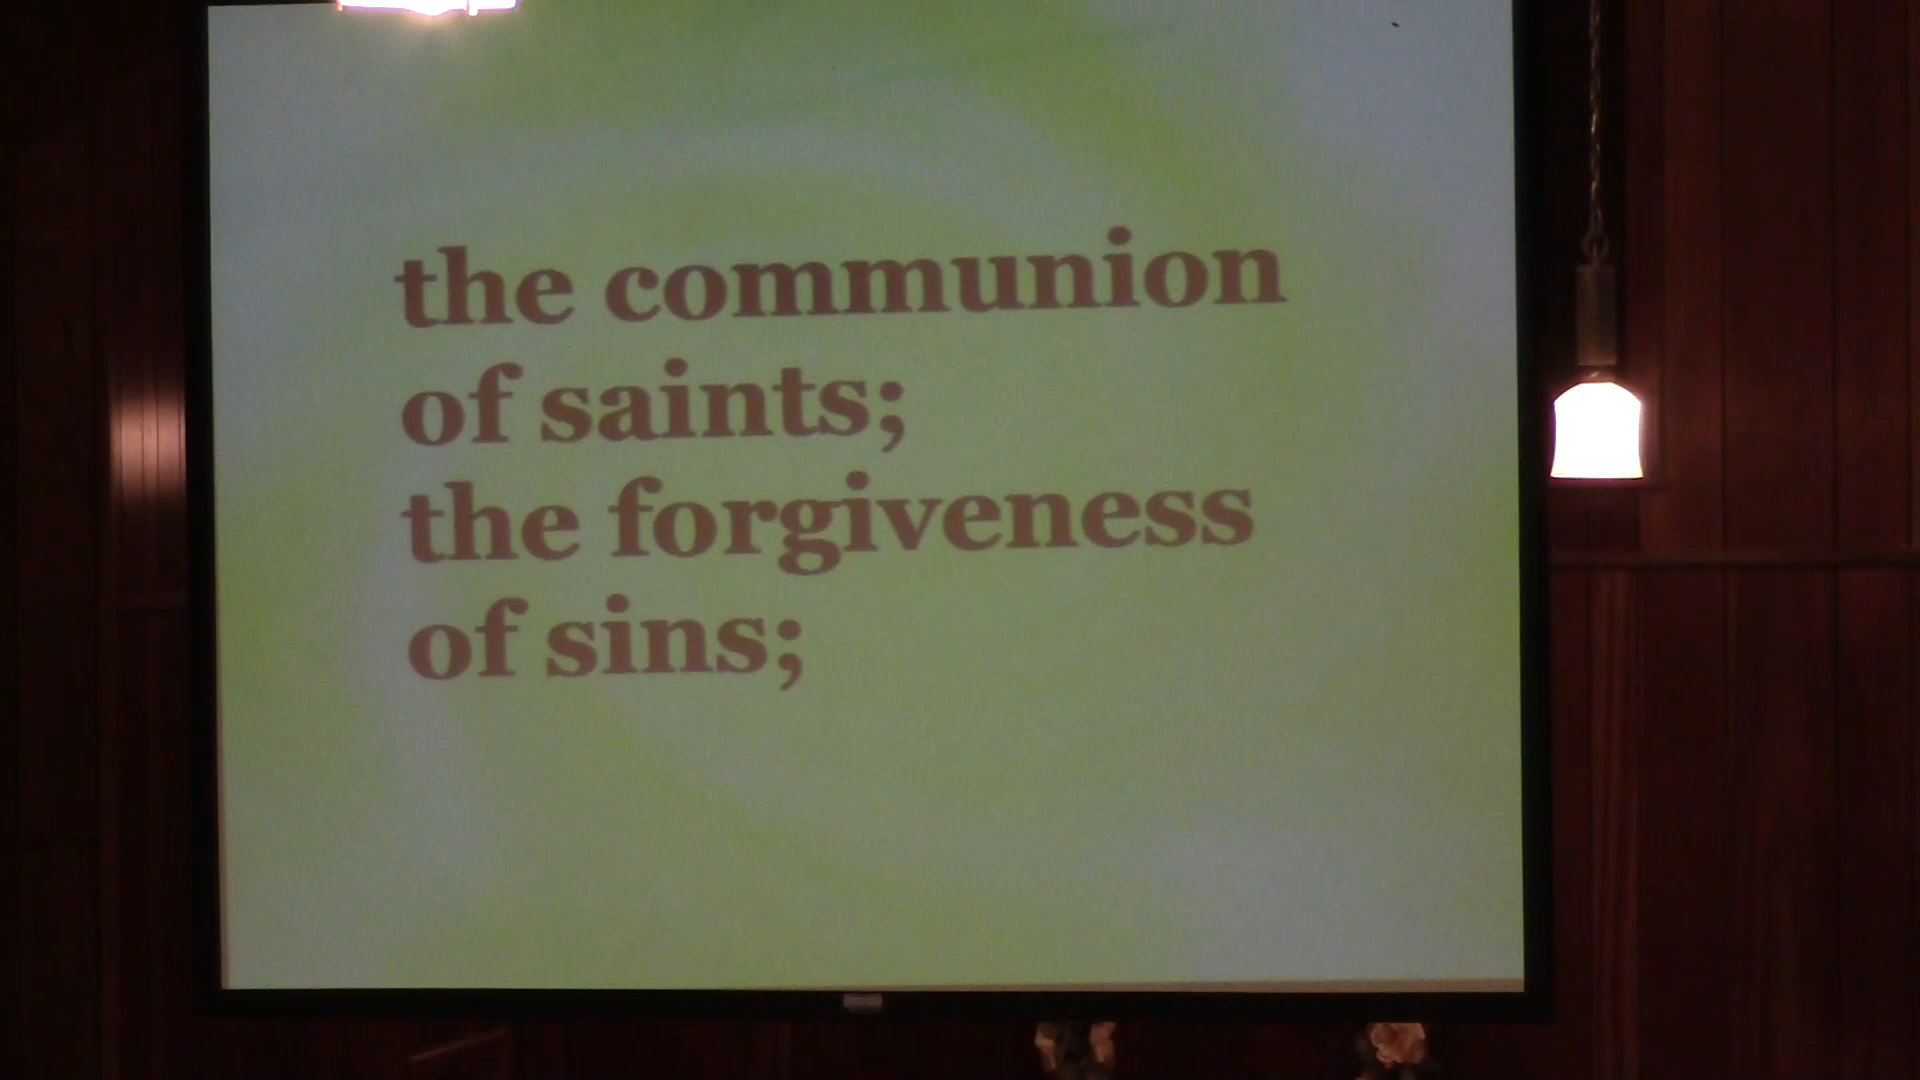 the communion
of saints;
the forgiveness
of sins;